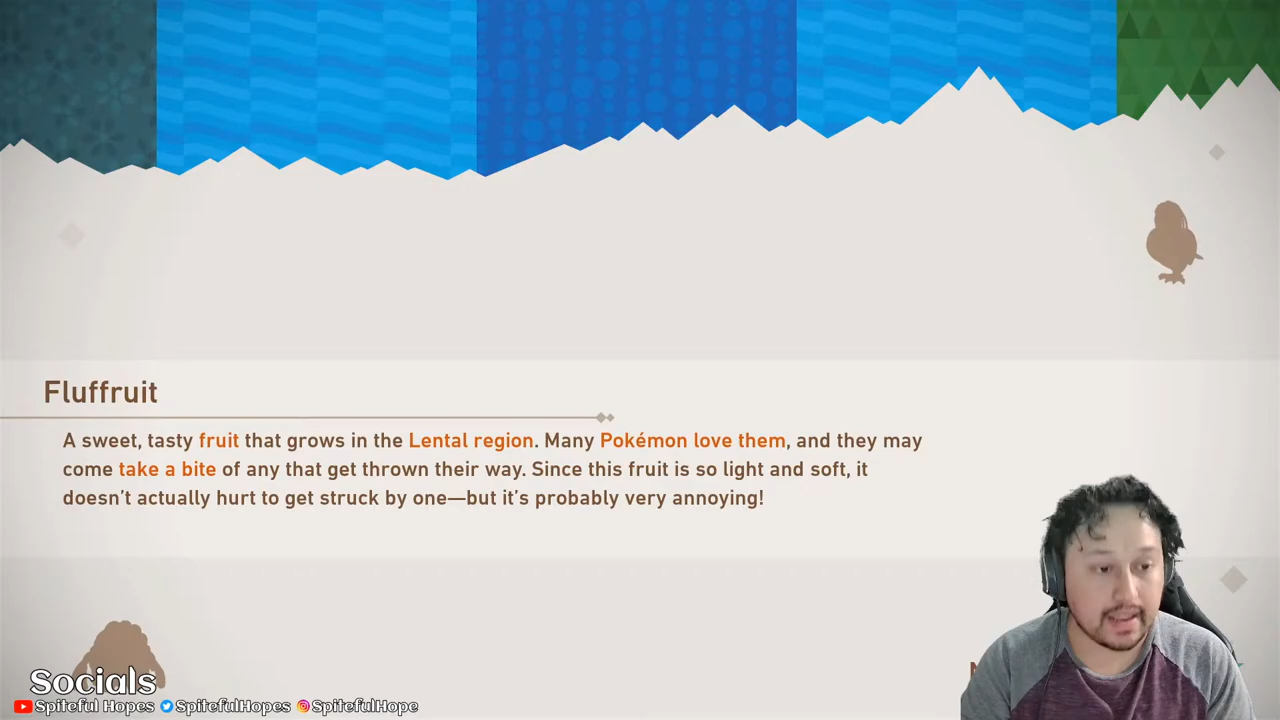 Fluffruit
A sweet, tasty fruit that grows in the Lental region. Many Pokémon love them, and they may
come take a bite of any that get thrown their way. Since this fruit is so light and soft, it
doesn't actually hurt to get struck by one—but it's probably very annoying!
Socials
Spiteful Hopes SpitefulHopes SpitefulHope